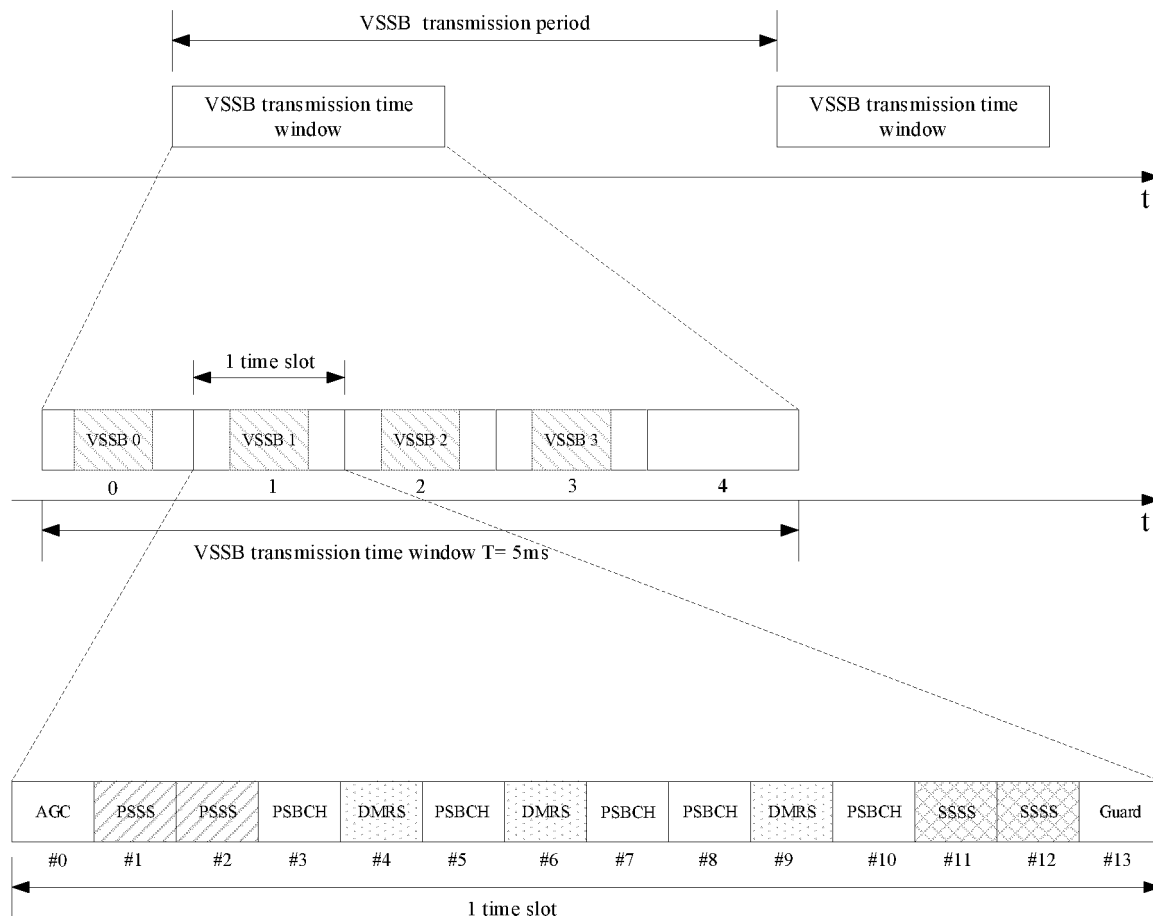 VSSB transmission period
VSSB transmission time
window
VSSB transmission time
window
t
1 time slot
VSSB 0
VSSB 1
VSSB 2
VSSB 3
0
1
2
3
4
t
VSSB transmission time window T= 5ms
AGC
PSSS
PSSS
PSBCH
DMRS
PSBCH
DMRS
PSBCH
PSBCH
DMRS
PSBCH
SSSS
SSSS
Guard
#0
#1
#2
#3
#4
#5
#6
#7
#8
#9
#10
#11
#12
#13
1 time slot